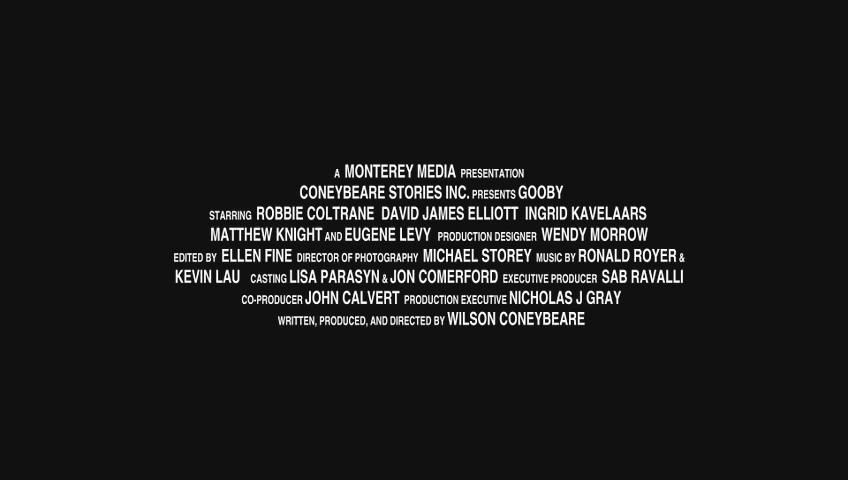 A MONTEREY MEDIA PRESENTATION
CONEYBEARE STORIES INC. PRESENTS GOOBY
STARRING ROBBIE COLTRANE DAVID JAMES ELLIOTT INGRID KAVELAARS
MATTHEW KNIGHT AND EUGENE LEVY PRODUCTION DESIGNER WENDY MORROW
EDITED BY ELLEN FINE DIRECTOR OF PHOTOGRAPHY MICHAEL STOREY MUSIC BY RONALD ROYER &
KEVIN LAU CASTING LISA PARASYN & JON COMERFORD EXECUTIVE PRODUCER SAB RAVALLI
CO-PRODUCER JOHN CALVERT PRODUCTION EXECUTIVE NICHOLAS J GRAY
WRITTEN, PRODUCED, AND DIRECTED BY WILSON CONEYBEARE